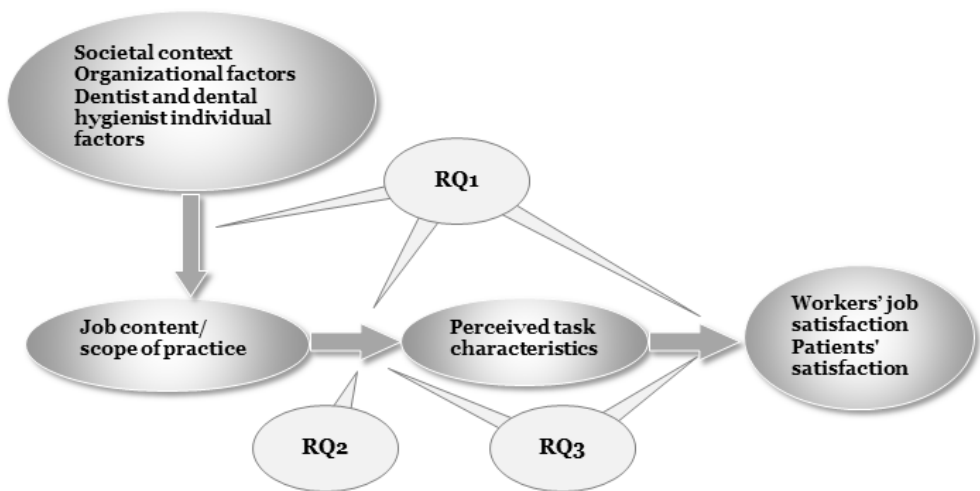 Societal context
Organizational factors
Dentist and dental
hygienist individual
factors
RQ1
Job content/
scope of practice
Perceived task
characteristics
Workers’ job
satisfaction
Patients'
satisfaction
RQ2
RQ3